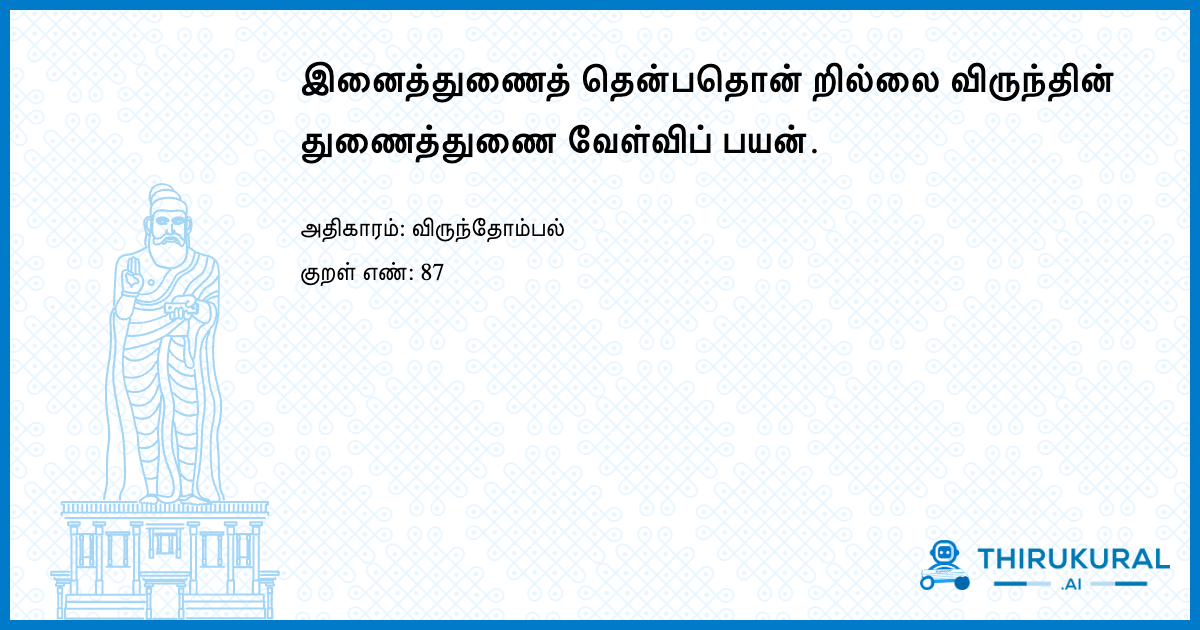 இனைத்துணைத் தென்பதொன் றில்லை விருந்தின்
துணைத்துணை வேள்விப் பயன்.
அதிகாரம்: விருந்தோம்பல்
குறள் எண்: 87
THIRUKURAL
.AI